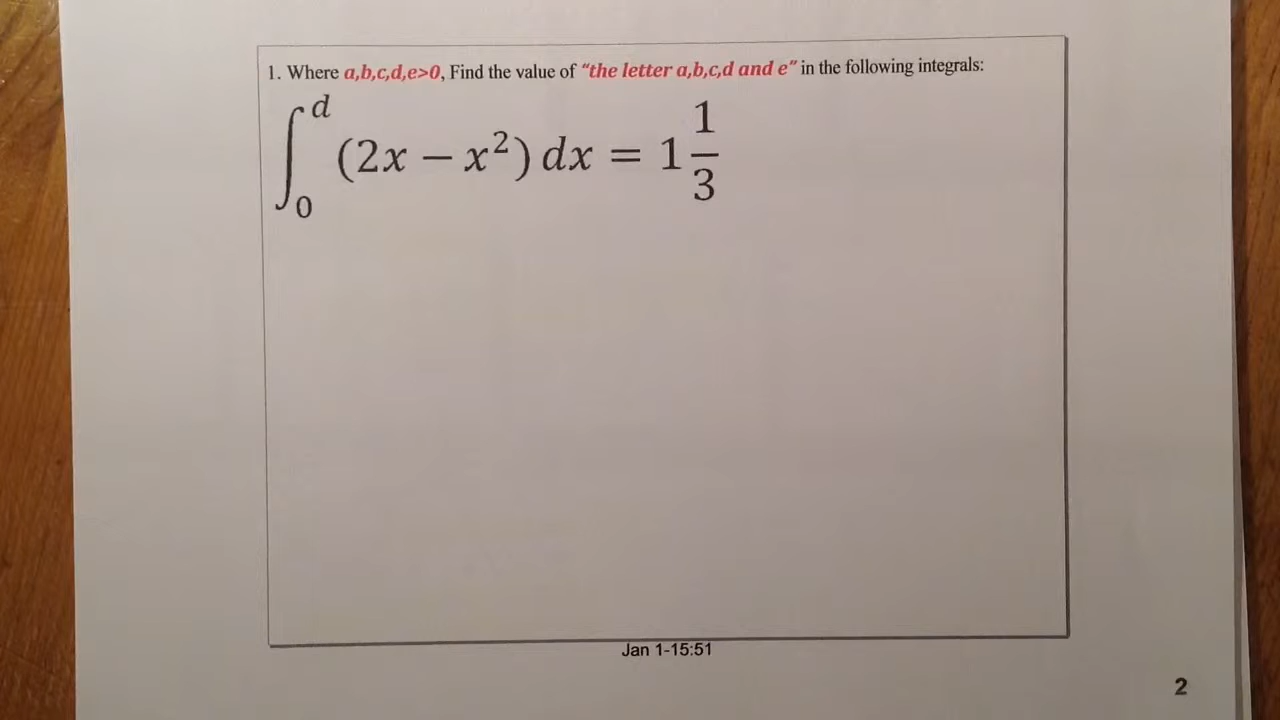 1. Where a,b,c,d,e>0, Find the value of "the letter a,b,c,d and e" in the following integrals:
∫₀ᵈ (2x − x²) dx = 1 1/3
Jan 1-15:51
2